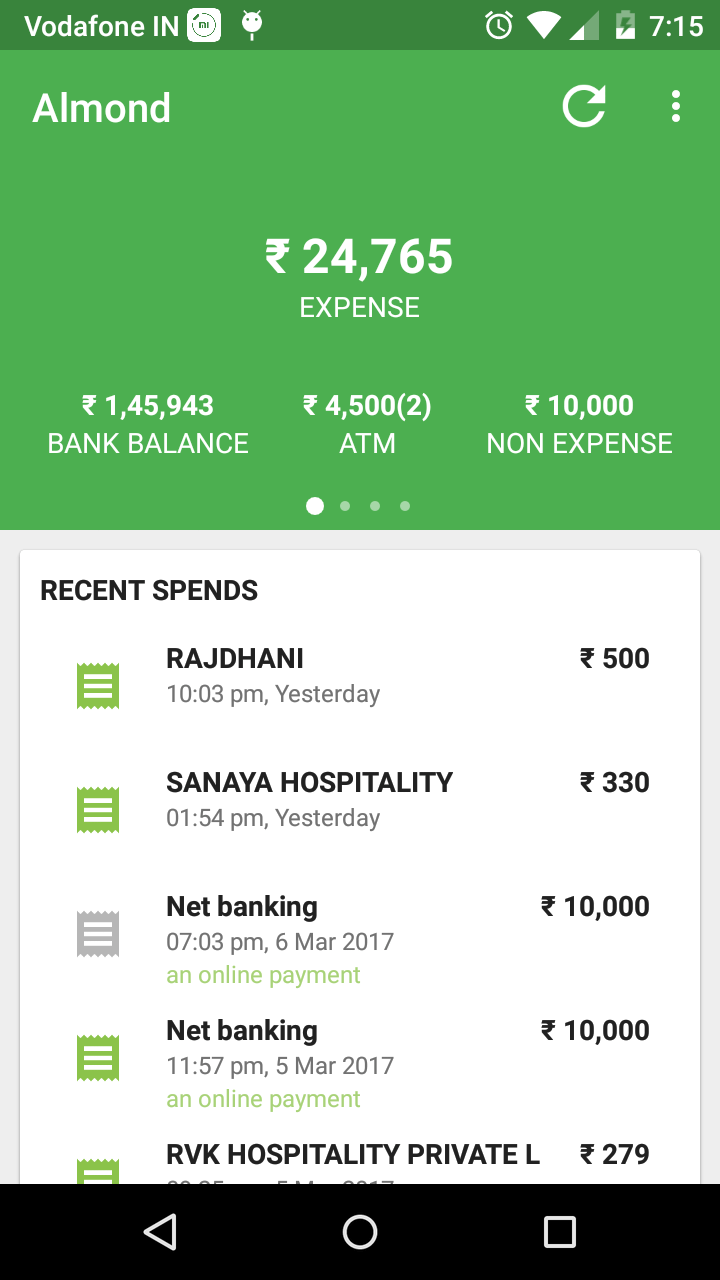 Vodafone IN 7:15
Almond
₹ 24,765
EXPENSE
₹ 1,45,943 ₹ 4,500(2) ₹ 10,000
BANK BALANCE ATM NON EXPENSE
RECENT SPENDS
RAJDHANI ₹ 500
10:03 pm, Yesterday
SANAYA HOSPITALITY ₹ 330
01:54 pm, Yesterday
Net banking ₹ 10,000
07:03 pm, 6 Mar 2017
an online payment
Net banking ₹ 10,000
11:57 pm, 5 Mar 2017
an online payment
RVK HOSPITALITY PRIVATE L ₹ 279